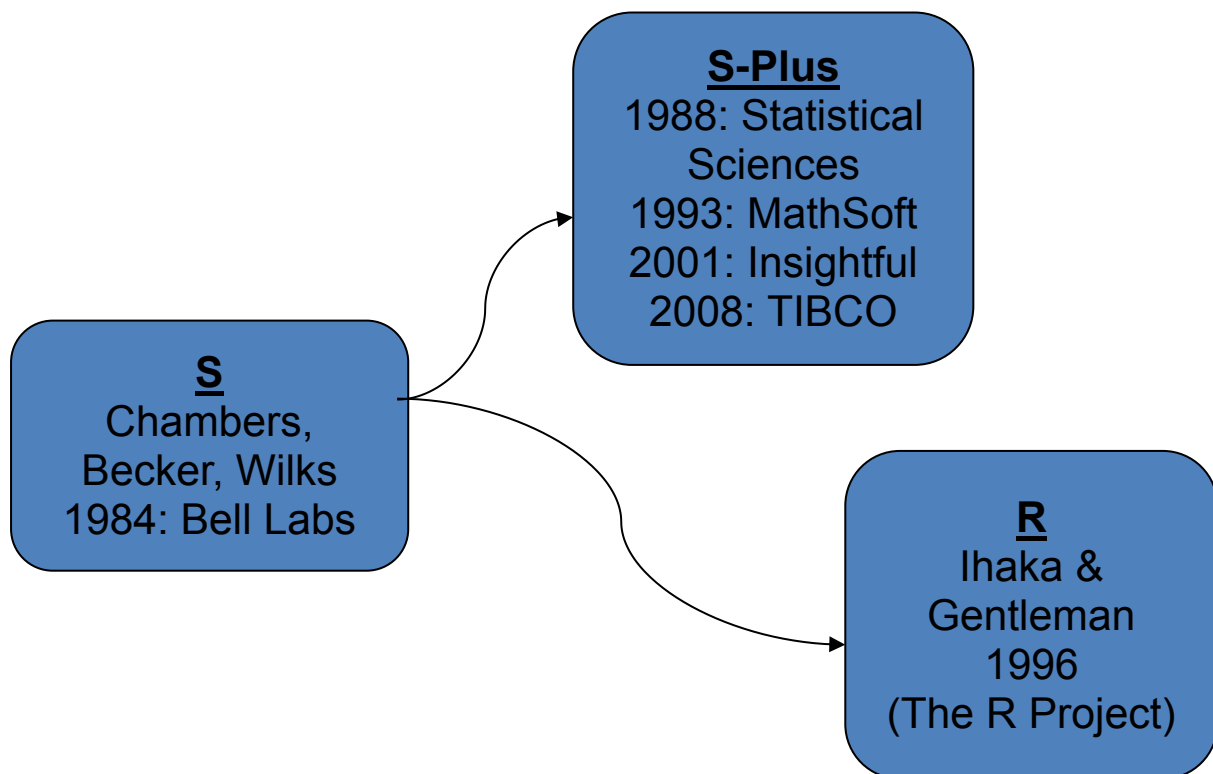 S-Plus
1988: Statistical
Sciences
1993: MathSoft
2001: Insightful
2008: TIBCO
S
Chambers,
Becker, Wilks
1984: Bell Labs
R
Ihaka &
Gentleman
1996
(The R Project)